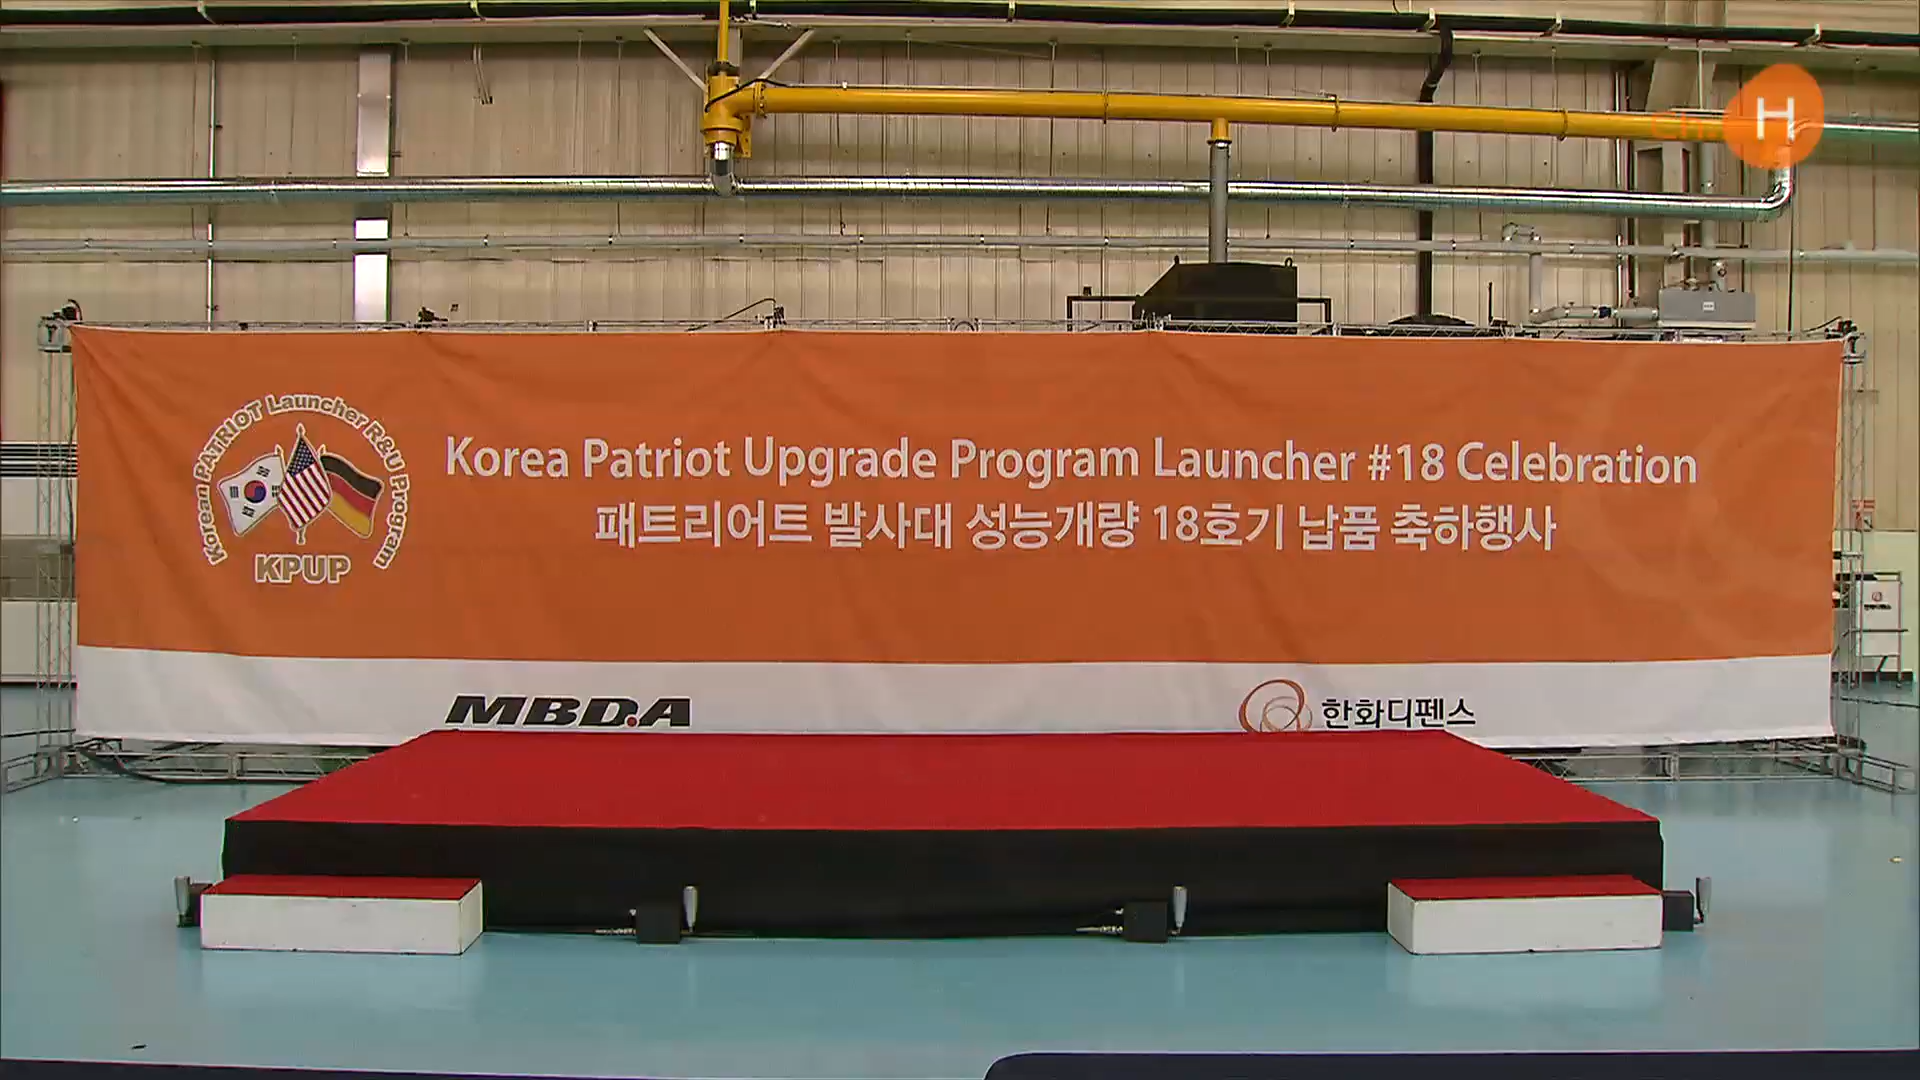 H
Korean PATRIOT Launcher R&U Program
KPUP
Korea Patriot Upgrade Program Launcher #18 Celebration
패트리어트 발사대 성능개량 18호기 납품 축하행사
MBDA
한화디펜스